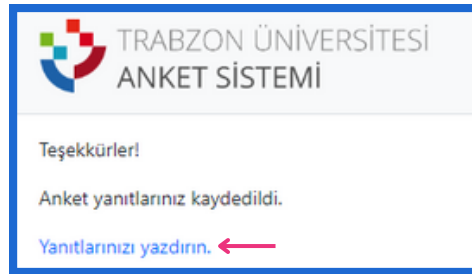 TRABZON ÜNİVERSİTESİ
ANKET SİSTEMİ
Teşekkürler!
Anket yanıtlarınız kaydedildi.
Yanıtlarınızı yazdırın.